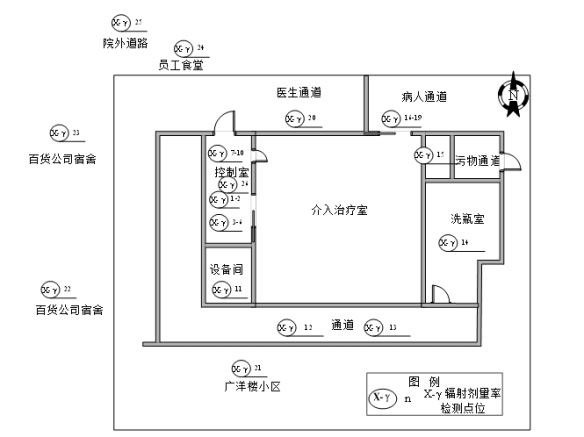 X-γ 25
院外道路
X-γ 24
员工食堂
医生通道
X-γ 20
病人通道
X-γ 16-19
N
X-γ 23
百货公司宿舍
X-γ 7-10
控制室
X-γ 26
X-γ 1-2
X-γ 3-6
介入治疗室
X-γ 15
污物通道
洗瓶室
X-γ 14
设备间
X-γ 11
X-γ 22
百货公司宿舍
X-γ 12
通道
X-γ 13
X-γ 21
广洋楼小区
图 例
X-γ n
X-γ 辐射剂量率
检测点位